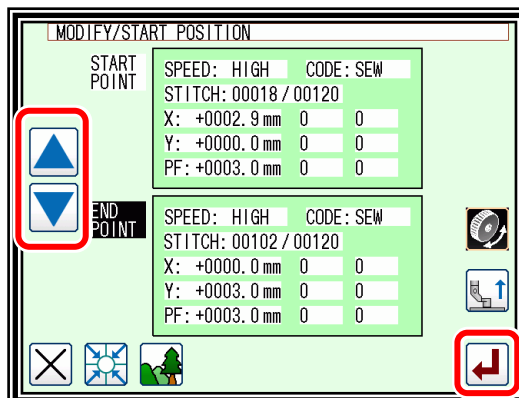 MODIFY/START POSITION
START
POINT
SPEED: HIGH CODE: SEW
STITCH: 00018 / 00120
X: +0002.9 mm 0 0
Y: +0000.0 mm 0 0
PF: +0003.0 mm 0 0
END
POINT
SPEED: HIGH CODE: SEW
STITCH: 00102 / 00120
X: +0000.0 mm 0 0
Y: +0003.0 mm 0 0
PF: +0003.0 mm 0 0